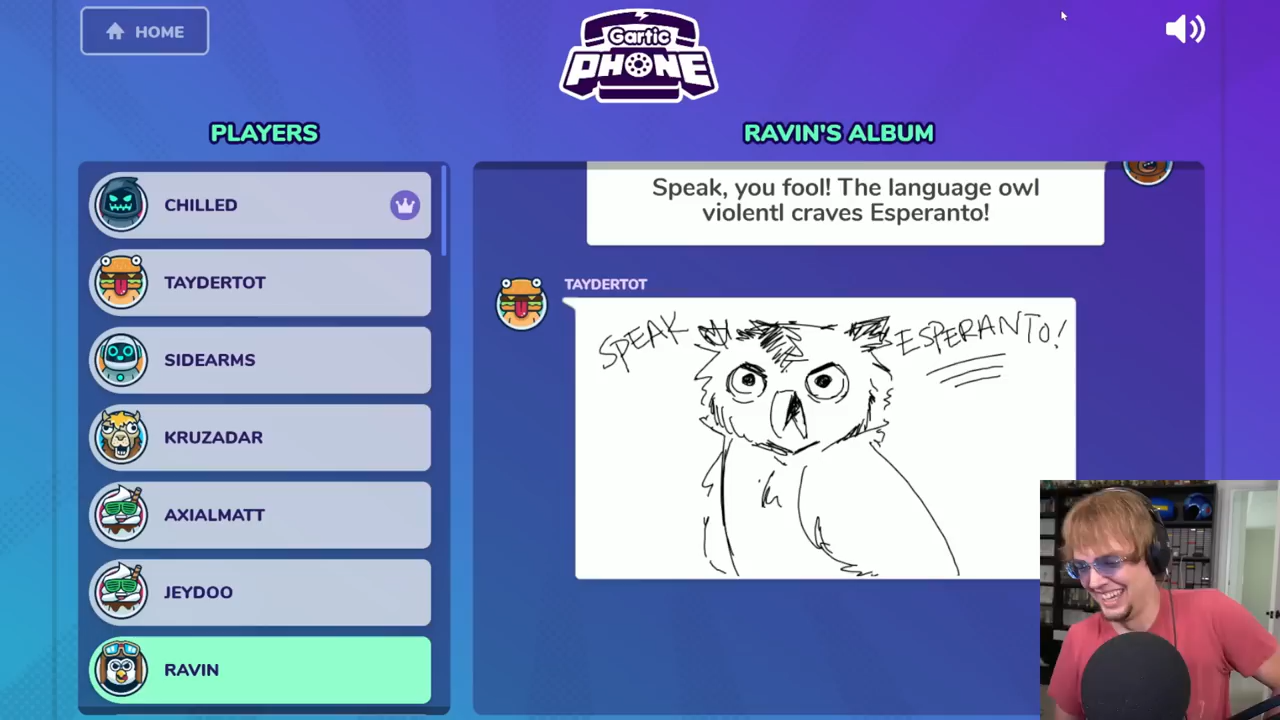 HOME
Gartic
PHONE
PLAYERS
RAVIN'S ALBUM
CHILLED
TAYDERTOT
SIDEARMS
KRUZADAR
AXIALMATT
JEYDOO
RAVIN
Speak, you fool! The language owl
violentl craves Esperanto!
TAYDERTOT
SPEAK
ESPERANTO!